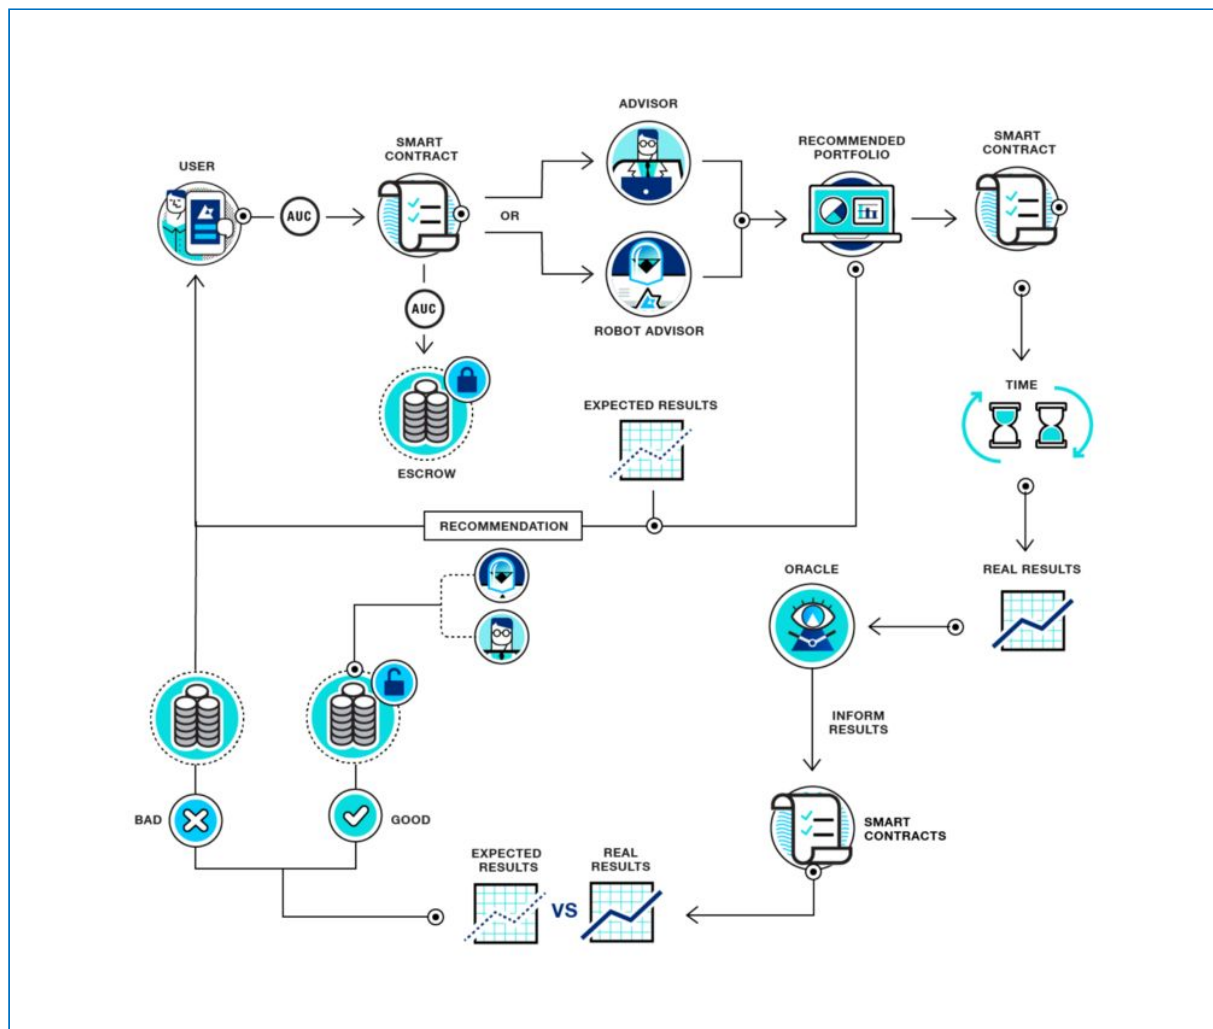 ADVISOR
SMART
CONTRACT
RECOMMENDED
PORTFOLIO
SMART
CONTRACT
USER
AUC
OR
AUC
ROBOT ADVISOR
TIME
EXPECTED RESULTS
ESCROW
RECOMMENDATION
ORACLE
REAL RESULTS
INFORM
RESULTS
BAD
GOOD
SMART
CONTRACTS
EXPECTED
RESULTS
VS
REAL
RESULTS